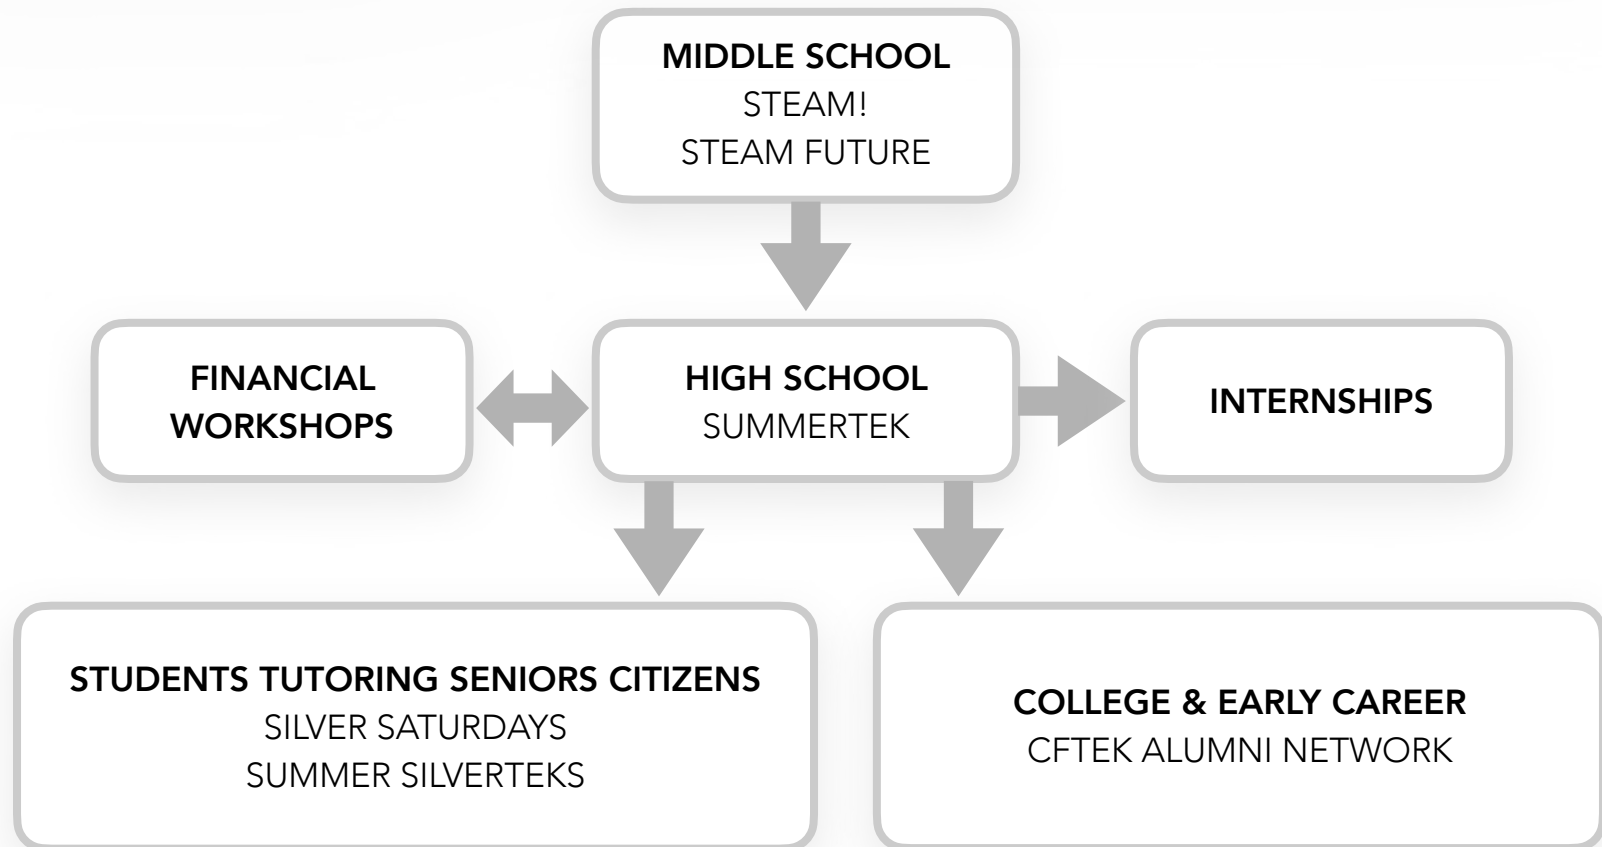 MIDDLE SCHOOL
STEAM!
STEAM FUTURE
FINANCIAL
WORKSHOPS
HIGH SCHOOL
SUMMERTEK
INTERNSHIPS
STUDENTS TUTORING SENIORS CITIZENS
SILVER SATURDAYS
SUMMER SILVERTEKS
COLLEGE & EARLY CAREER
CFTEK ALUMNI NETWORK